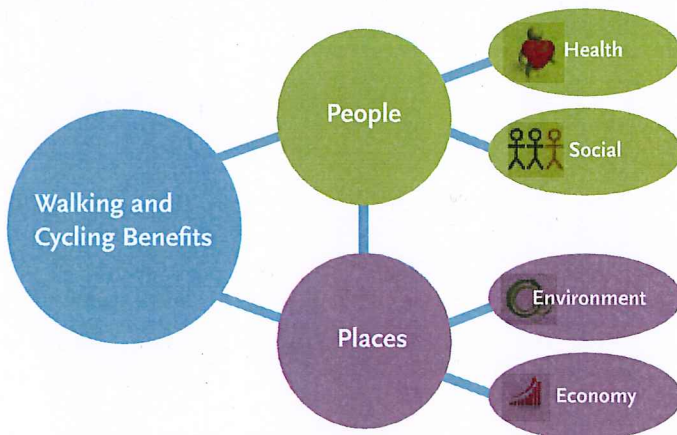 Walking and
Cycling Benefits
People
Health
Social
Places
Environment
Economy